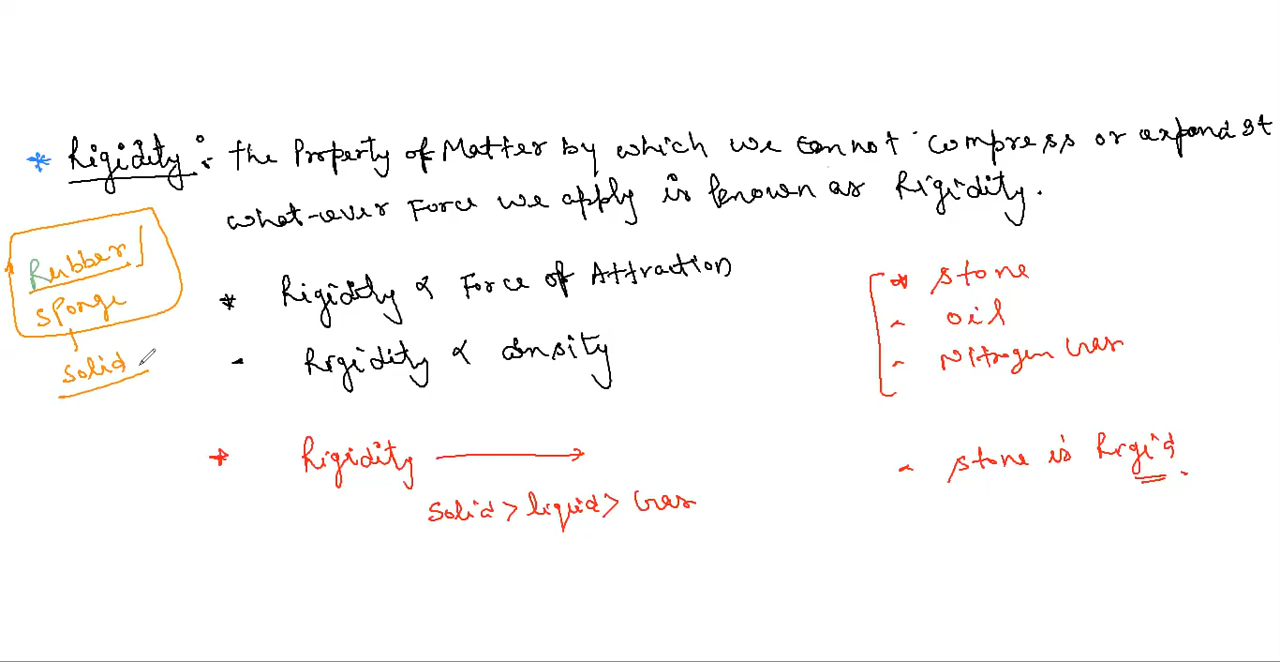 * Rigidity : the Property of Matter by which we cannot compress or expand It
what-ever Force we apply is known as Rigidity.
Rubber/
Sponge
solid
* Rigidity ∝ Force of Attraction
- Rigidity ∝ density
→ Rigidity →
Solid > liquid > Gas
* stone
- oil
- Nitrogen Gas
- stone is Rigid.